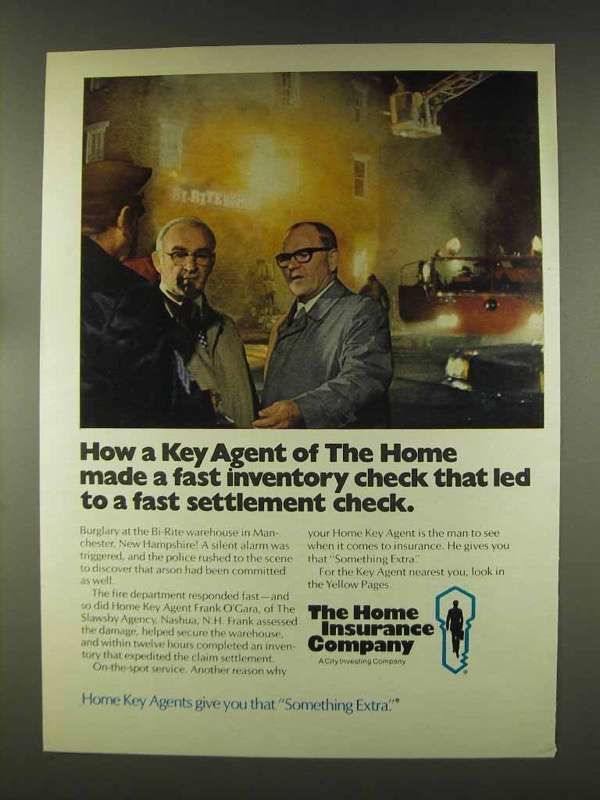 BI-RITE
How a Key Agent of The Home
made a fast inventory check that led
to a fast settlement check.
Burglary at the Bi-Rite warehouse in Man-
chester, New Hampshire! A silent alarm was
triggered, and the police rushed to the scene
to discover that arson had been committed
as well.
The fire department responded fast—and
so did Home Key Agent Frank O'Gara, of The
Slawsby Agency, Nashua, N.H. Frank assessed
the damage, helped secure the warehouse,
and within twelve hours completed an inven-
tory that expedited the claim settlement.
On-the-spot service. Another reason why
your Home Key Agent is the man to see
when it comes to insurance. He gives you
that "Something Extra."
For the Key Agent nearest you, look in
the Yellow Pages.
The Home
Insurance
Company
A City Investing Company
®
Home Key Agents give you that "Something Extra."®